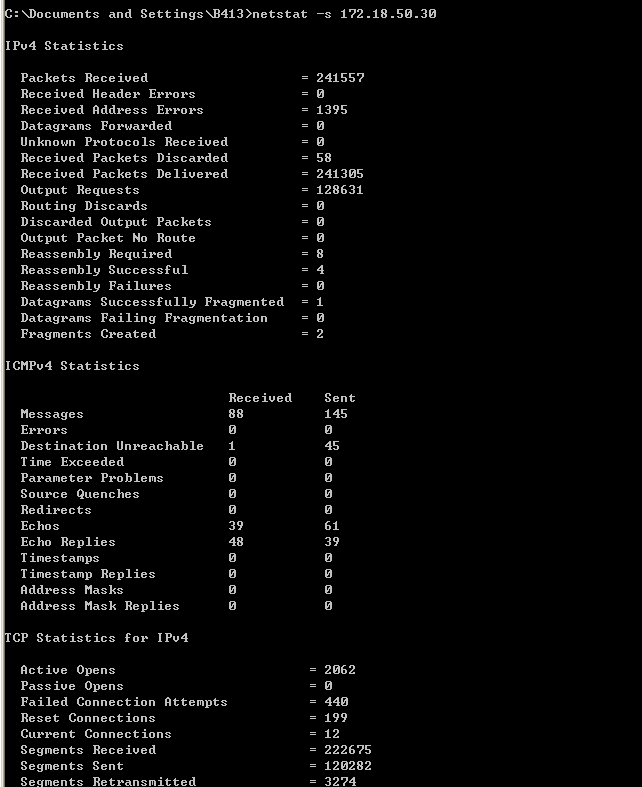 C:\Documents and Settings\B413>netstat -s 172.18.50.30
IPv4 Statistics
Packets Received = 241557
Received Header Errors = 0
Received Address Errors = 1395
Datagrams Forwarded = 0
Unknown Protocols Received = 0
Received Packets Discarded = 58
Received Packets Delivered = 241305
Output Requests = 128631
Routing Discards = 0
Discarded Output Packets = 0
Output Packet No Route = 0
Reassembly Required = 8
Reassembly Successful = 4
Reassembly Failures = 0
Datagrams Successfully Fragmented = 1
Datagrams Failing Fragmentation = 0
Fragments Created = 2
ICMPv4 Statistics
Received Sent
Messages 88 145
Errors 0 0
Destination Unreachable 1 45
Time Exceeded 0 0
Parameter Problems 0 0
Source Quenches 0 0
Redirects 0 0
Echos 39 61
Echo Replies 48 39
Timestamps 0 0
Timestamp Replies 0 0
Address Masks 0 0
Address Mask Replies 0 0
TCP Statistics for IPv4
Active Opens = 2062
Passive Opens = 0
Failed Connection Attempts = 440
Reset Connections = 199
Current Connections = 12
Segments Received = 222675
Segments Sent = 120282
Segments Retransmitted = 3274